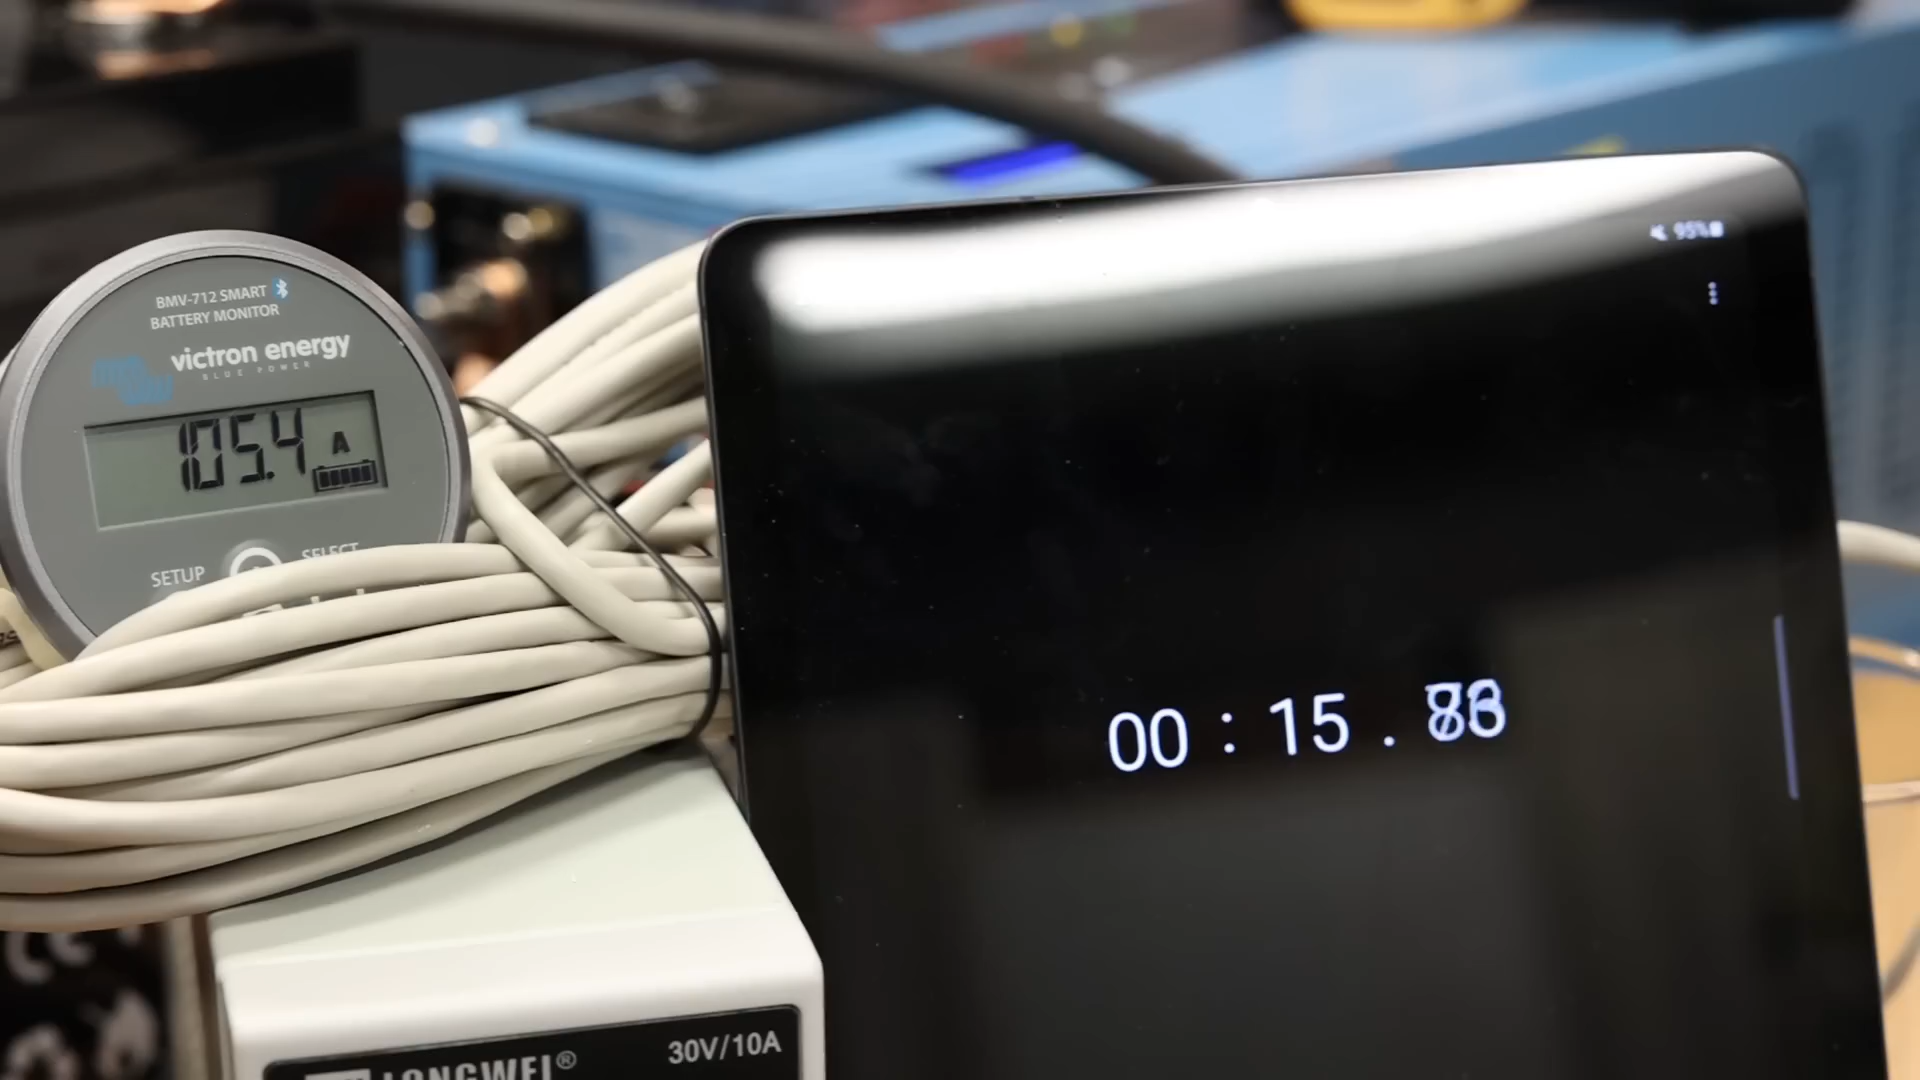 BMV-712 SMART
BATTERY MONITOR
victron energy
BLUE POWER
105.4 A
SETUP
SELECT
95%
00 : 15 .
LONGWEI®
30V/10A